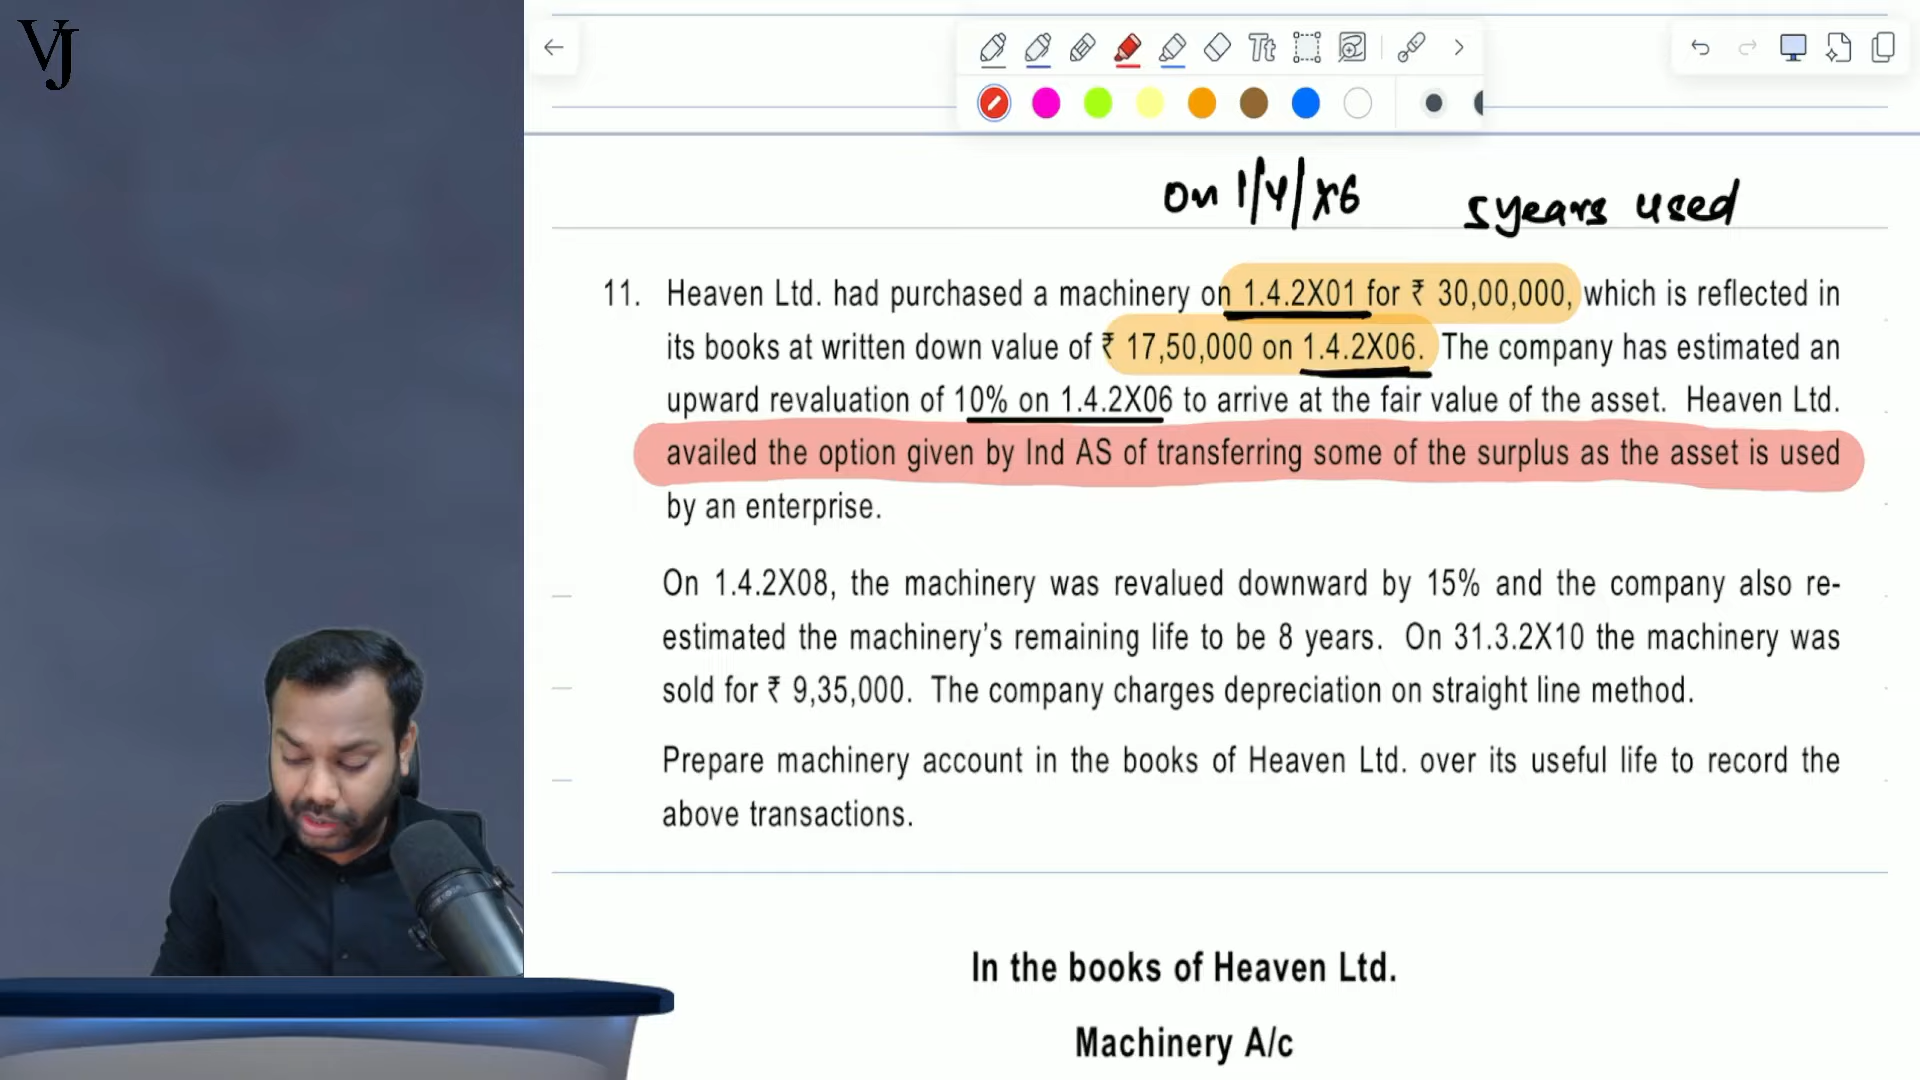 VJ
Tt
on 1/4/X6 5years used
11. Heaven Ltd. had purchased a machinery on 1.4.2X01 for ₹ 30,00,000, which is reflected in
its books at written down value of ₹ 17,50,000 on 1.4.2X06. The company has estimated an
upward revaluation of 10% on 1.4.2X06 to arrive at the fair value of the asset. Heaven Ltd.
availed the option given by Ind AS of transferring some of the surplus as the asset is used
by an enterprise.
On 1.4.2X08, the machinery was revalued downward by 15% and the company also re-
estimated the machinery’s remaining life to be 8 years. On 31.3.2X10 the machinery was
sold for ₹ 9,35,000. The company charges depreciation on straight line method.
Prepare machinery account in the books of Heaven Ltd. over its useful life to record the
above transactions.
In the books of Heaven Ltd.
Machinery A/c